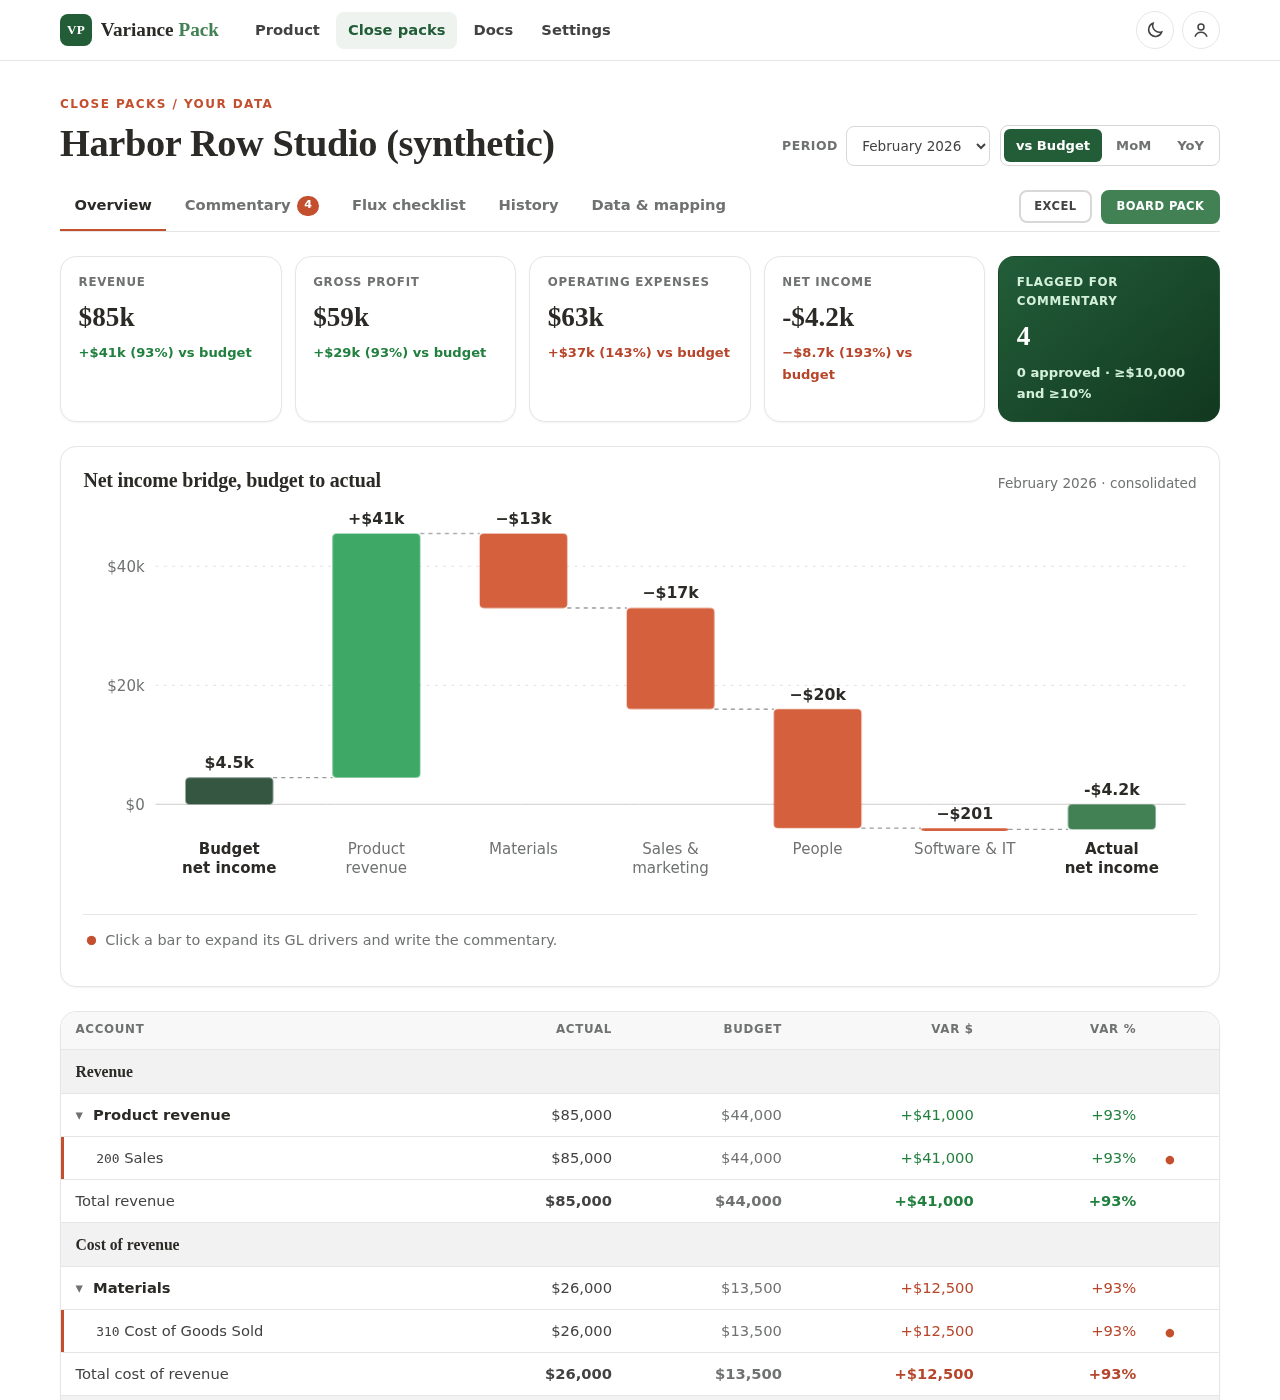 VP Variance Pack Product Close packs Docs Settings
CLOSE PACKS / YOUR DATA
Harbor Row Studio (synthetic)
PERIOD February 2026 vs Budget MoM YoY
Overview Commentary 4 Flux checklist History Data & mapping EXCEL BOARD PACK
REVENUE
$85k
+$41k (93%) vs budget
GROSS PROFIT
$59k
+$29k (93%) vs budget
OPERATING EXPENSES
$63k
+$37k (143%) vs budget
NET INCOME
-$4.2k
−$8.7k (193%) vs
budget
FLAGGED FOR
COMMENTARY
4
0 approved · ≥$10,000
and ≥10%
Net income bridge, budget to actual
February 2026 · consolidated
+$41k
−$13k
$40k
−$17k
$20k
−$20k
$4.5k
$0
−$201
-$4.2k
Budget
net income
Product
revenue
Materials
Sales &
marketing
People
Software & IT
Actual
net income
Click a bar to expand its GL drivers and write the commentary.
ACCOUNT ACTUAL BUDGET VAR $ VAR %
Revenue
▾ Product revenue $85,000 $44,000 +$41,000 +93%
200 Sales $85,000 $44,000 +$41,000 +93%
Total revenue $85,000 $44,000 +$41,000 +93%
Cost of revenue
▾ Materials $26,000 $13,500 +$12,500 +93%
310 Cost of Goods Sold $26,000 $13,500 +$12,500 +93%
Total cost of revenue $26,000 $13,500 +$12,500 +93%